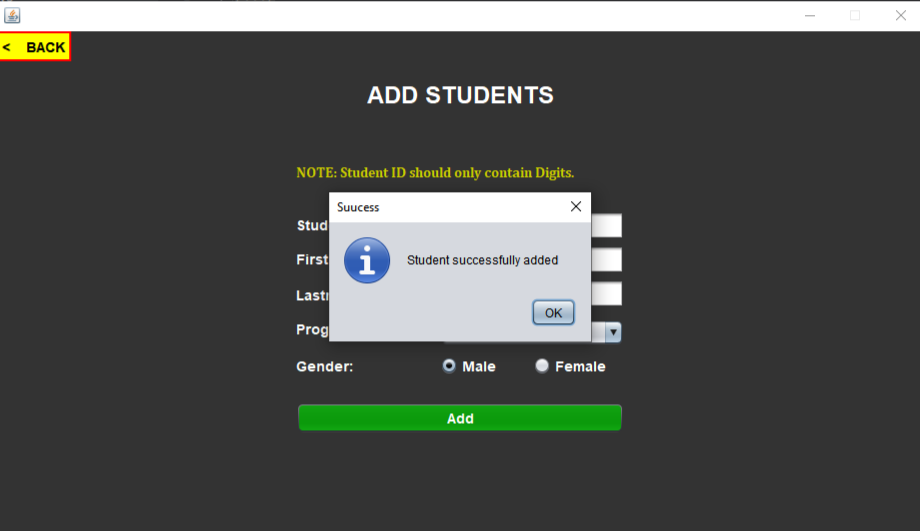 < BACK
ADD STUDENTS
NOTE: Student ID should only contain Digits.
Suucess
Student successfully added
OK
Stud
First
Lastn
Prog
Gender:
Male
Female
Add